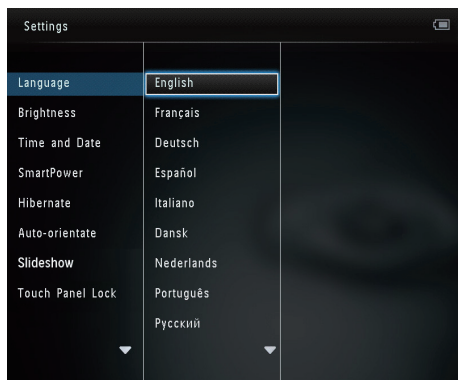 Settings
Language
Brightness
Time and Date
SmartPower
Hibernate
Auto-orientate
Slideshow
Touch Panel Lock
English
Français
Deutsch
Español
Italiano
Dansk
Nederlands
Português
Русский